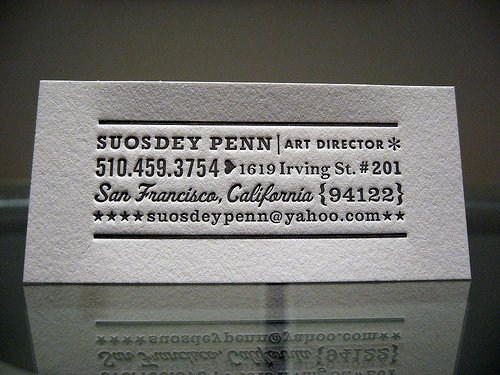 SUOSDEY PENN | ART DIRECTOR *
510.459.3754 ♥ 1619 Irving St. #201
San Francisco, California {94122}
★★★★suosdeypenn@yahoo.com★★